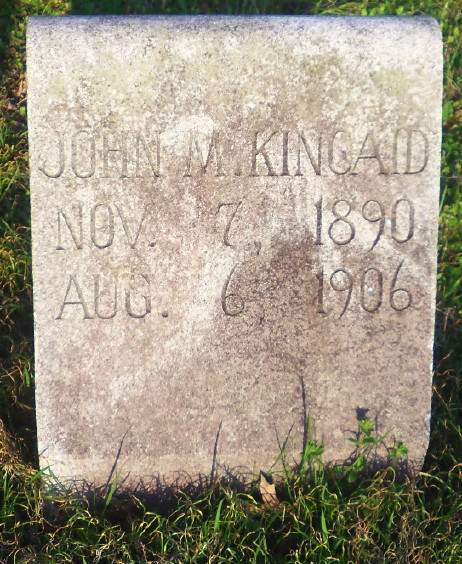 JOHN M. KINCAID
NOV. 7, 1890
AUG. 6, 1906